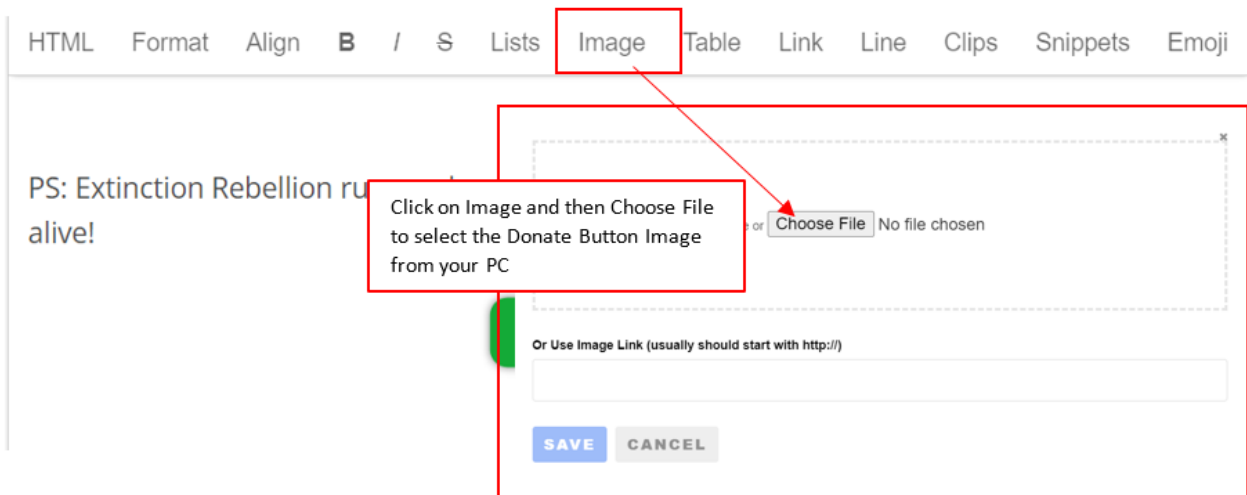 HTML Format Align B I S Lists Image Table Link Line Clips Snippets Emoji
PS: Extinction Rebellion
alive!
Click on Image and then Choose File
to select the Donate Button Image
from your PC
or Choose File No file chosen
Or Use Image Link (usually should start with http://)
SAVE CANCEL